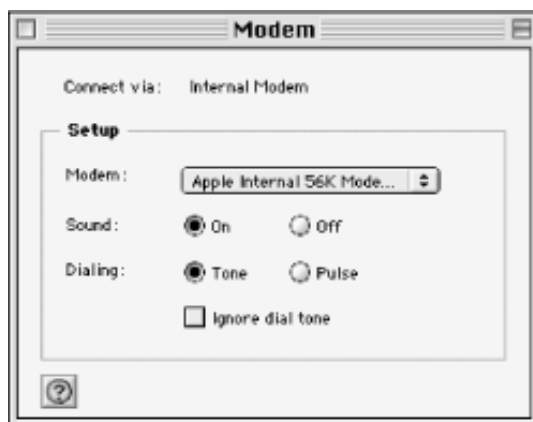 Modem
Connect via: Internal Modem
Setup
Modem: Apple Internal 56K Mode...
Sound: On Off
Dialing: Tone Pulse
Ignore dial tone
?